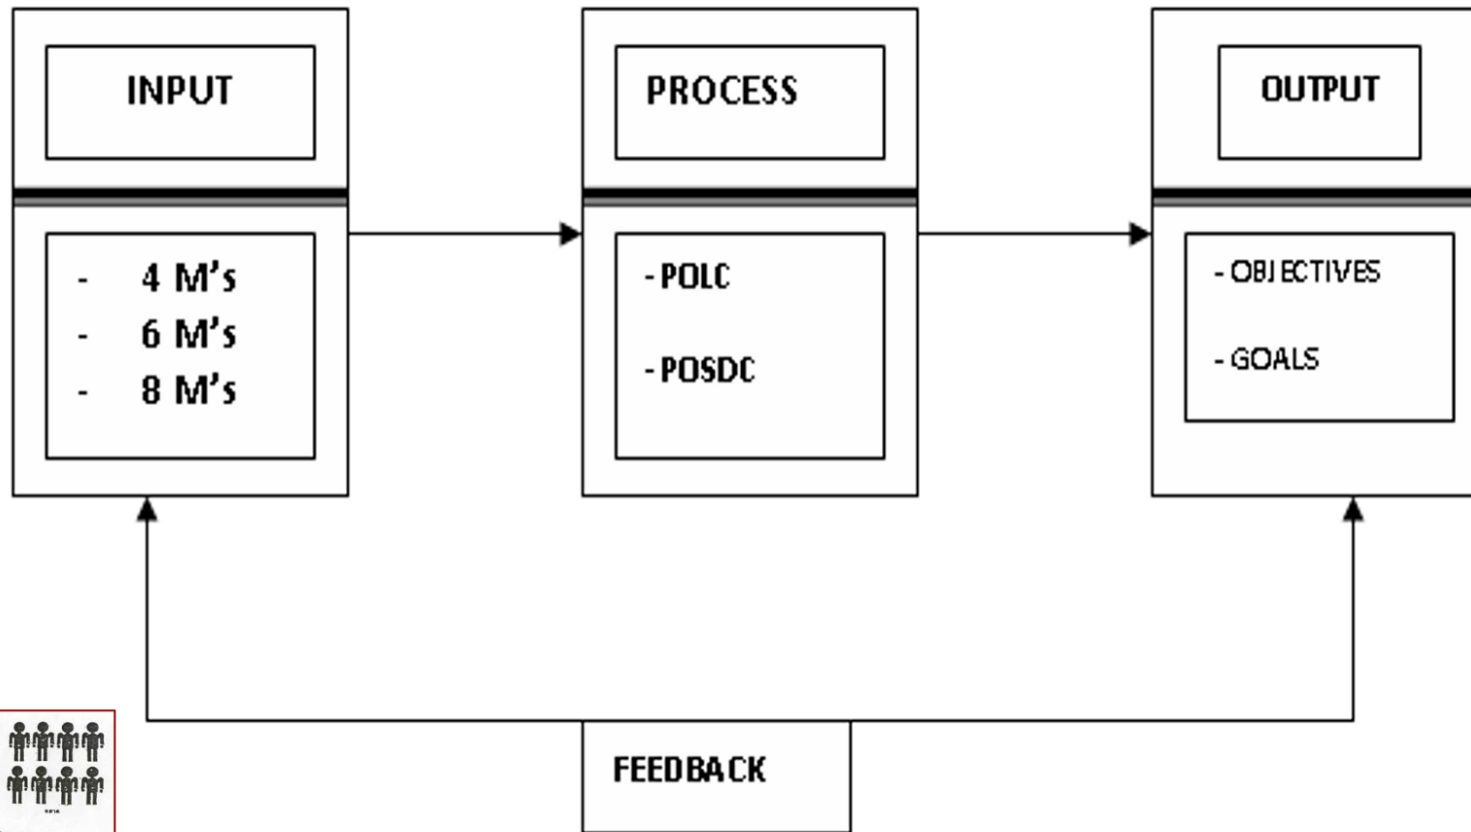 INPUT
- 4 M's
- 6 M's
- 8 M's
PROCESS
- POLC
- POSDC
OUTPUT
- OBJECTIVES
- GOALS
FEEDBACK